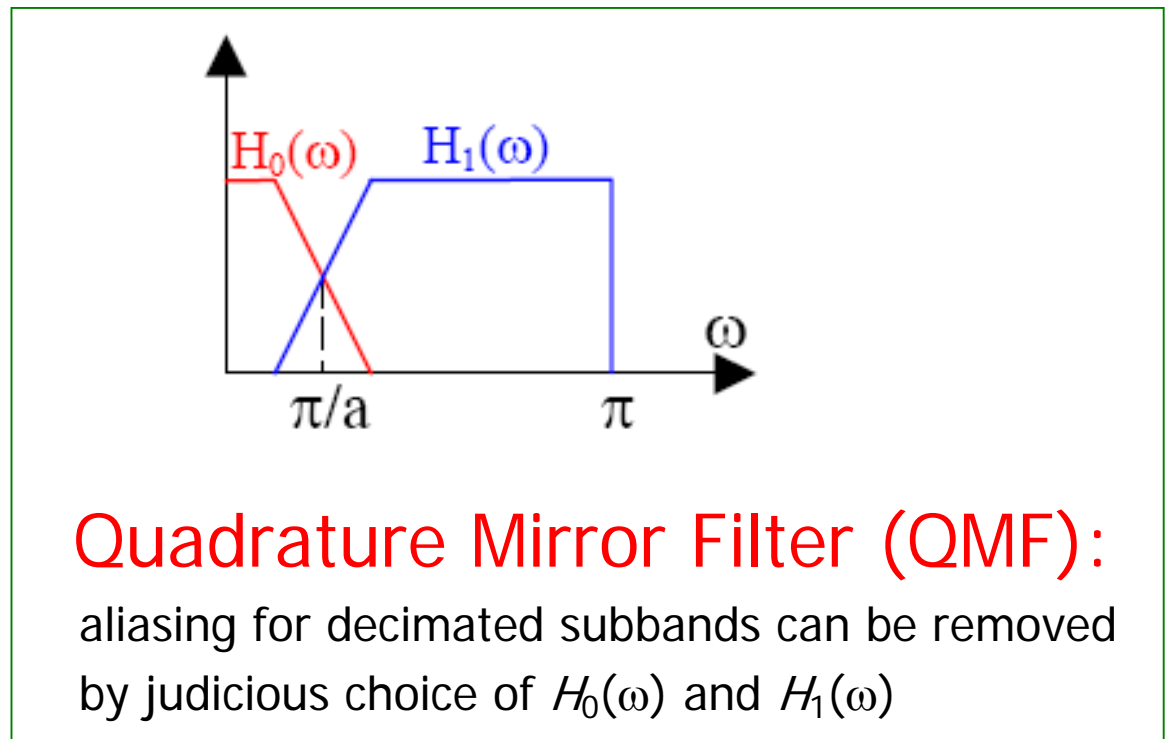 H₀(ω) H₁(ω)
ω
π/a π
Quadrature Mirror Filter (QMF):
aliasing for decimated subbands can be removed
by judicious choice of H₀(ω) and H₁(ω)